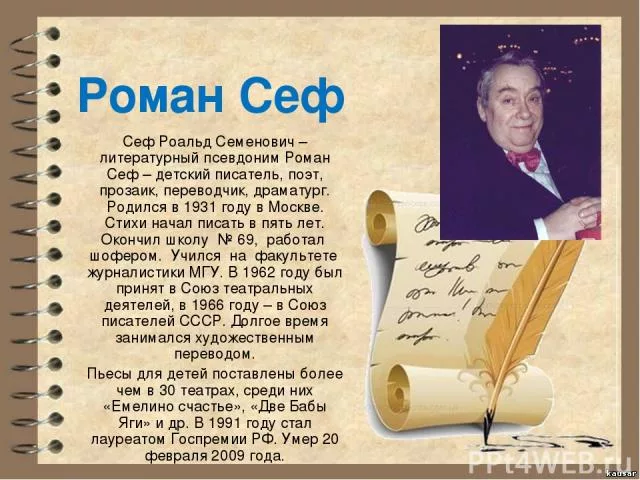 Роман Сеф
Сеф Роальд Семенович –
литературный псевдоним Роман
Сеф – детский писатель, поэт,
прозаик, переводчик, драматург.
Родился в 1931 году в Москве.
Стихи начал писать в пять лет.
Окончил школу № 69, работал
шофером. Учился на факультете
журналистики МГУ. В 1962 году был
принят в Союз театральных
деятелей, в 1966 году – в Союз
писателей СССР. Долгое время
занимался художественным
переводом.
Пьесы для детей поставлены более
чем в 30 театрах, среди них
«Емелино счастье», «Две Бабы
Яги» и др. В 1991 году стал
лауреатом Госпремии РФ. Умер 20
февраля 2009 года.
PPt4WEB.ru
kausar